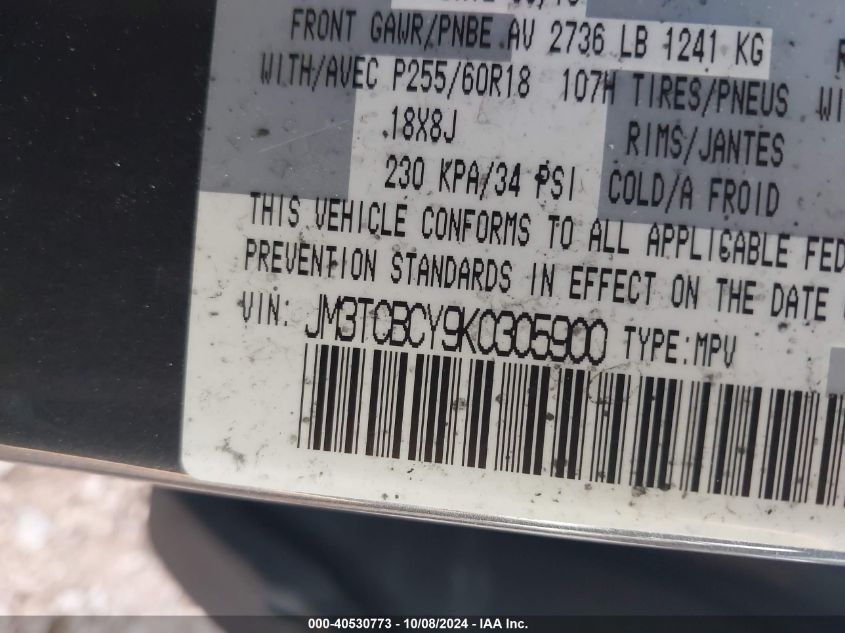 FRONT GAWR/PNBE AV 2736 LB 1241 KG
WITH/AVEC P255/60R18 107H TIRES/PNEUS
18X8J RIMS/JANTES
230 KPA/34 PSI COLD/A FROID
THIS VEHICLE CONFORMS TO ALL APPLICABLE FED
PREVENTION STANDARDS IN EFFECT ON THE DATE
VIN: JM3TCBCY9K0305900 TYPE:MPV
000-40530773 - 10/08/2024 - IAA Inc.